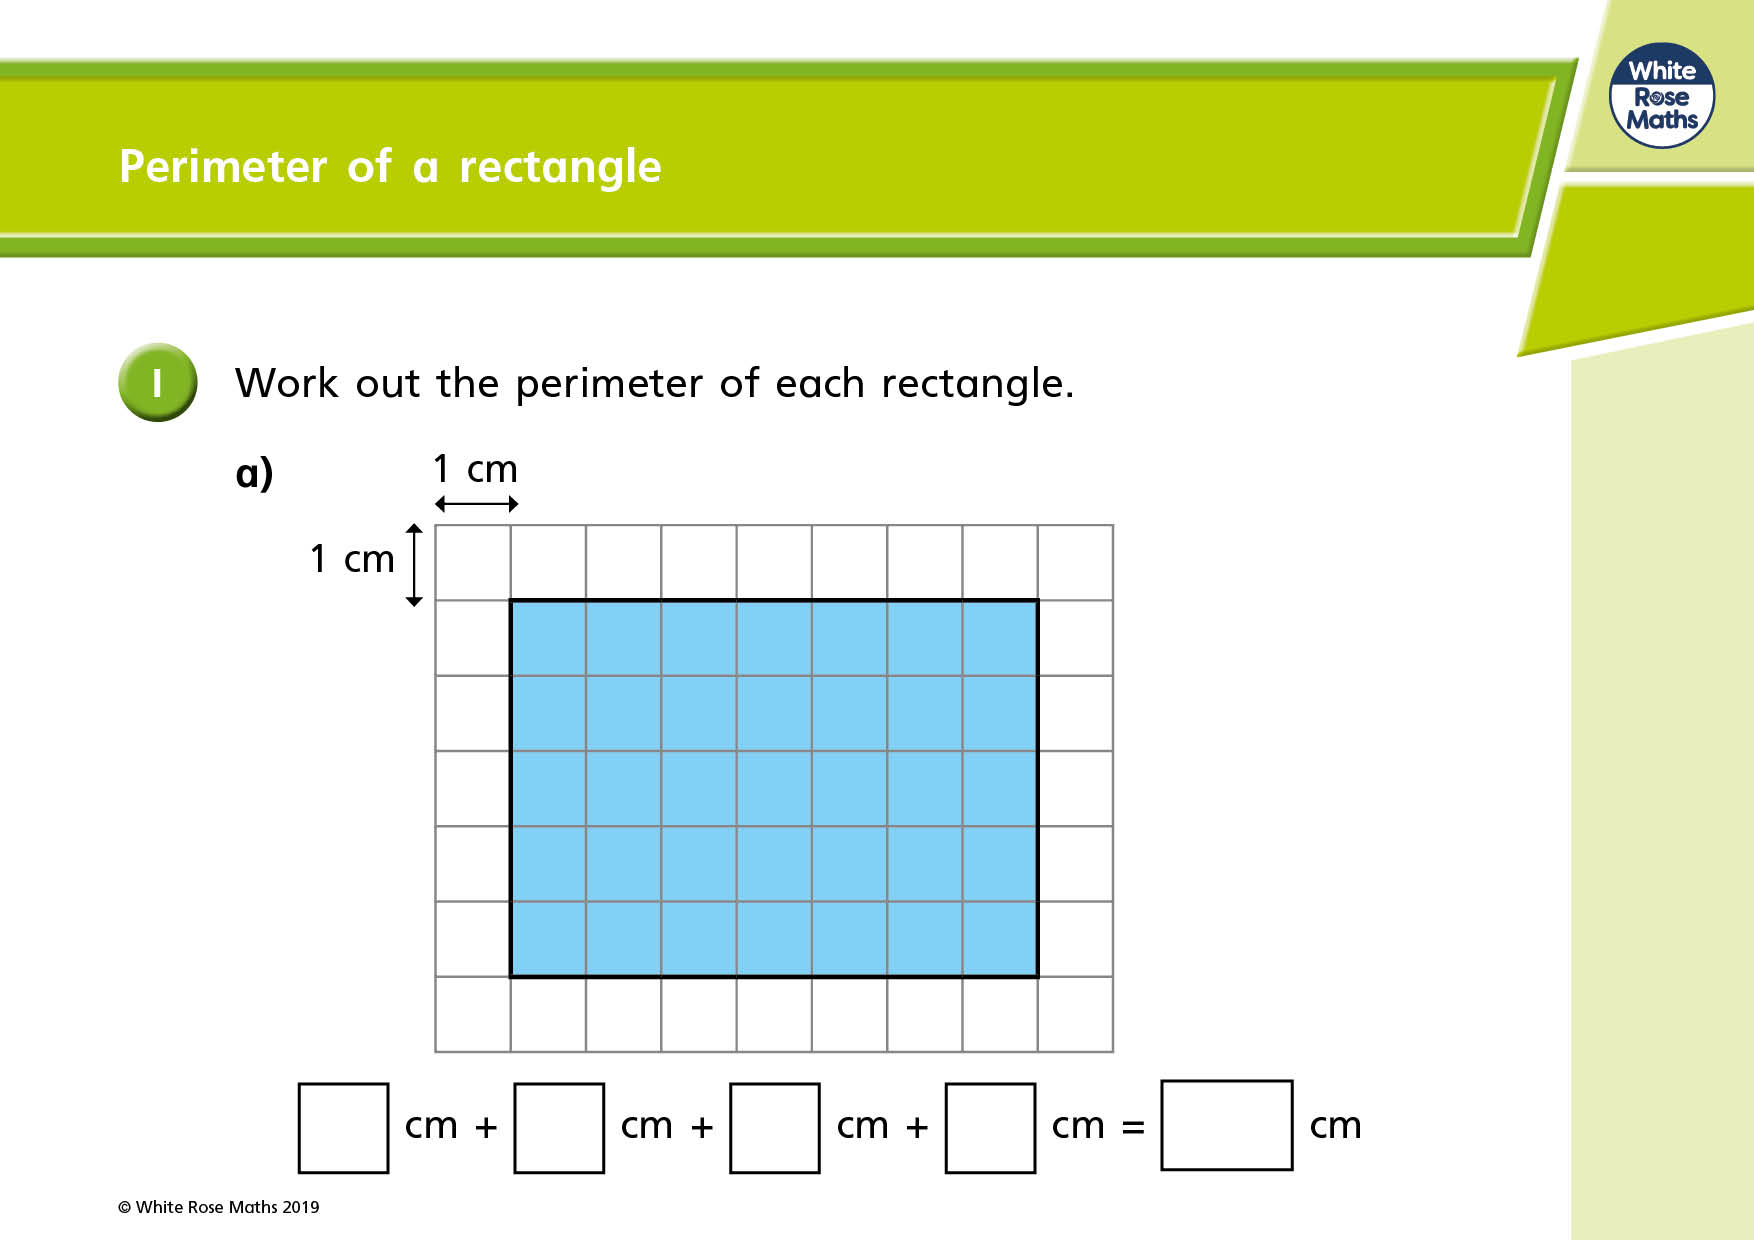 White
Rose
Maths
Perimeter of a rectangle
1 Work out the perimeter of each rectangle.
a)
1 cm
1 cm
cm + cm + cm + cm = cm
© White Rose Maths 2019